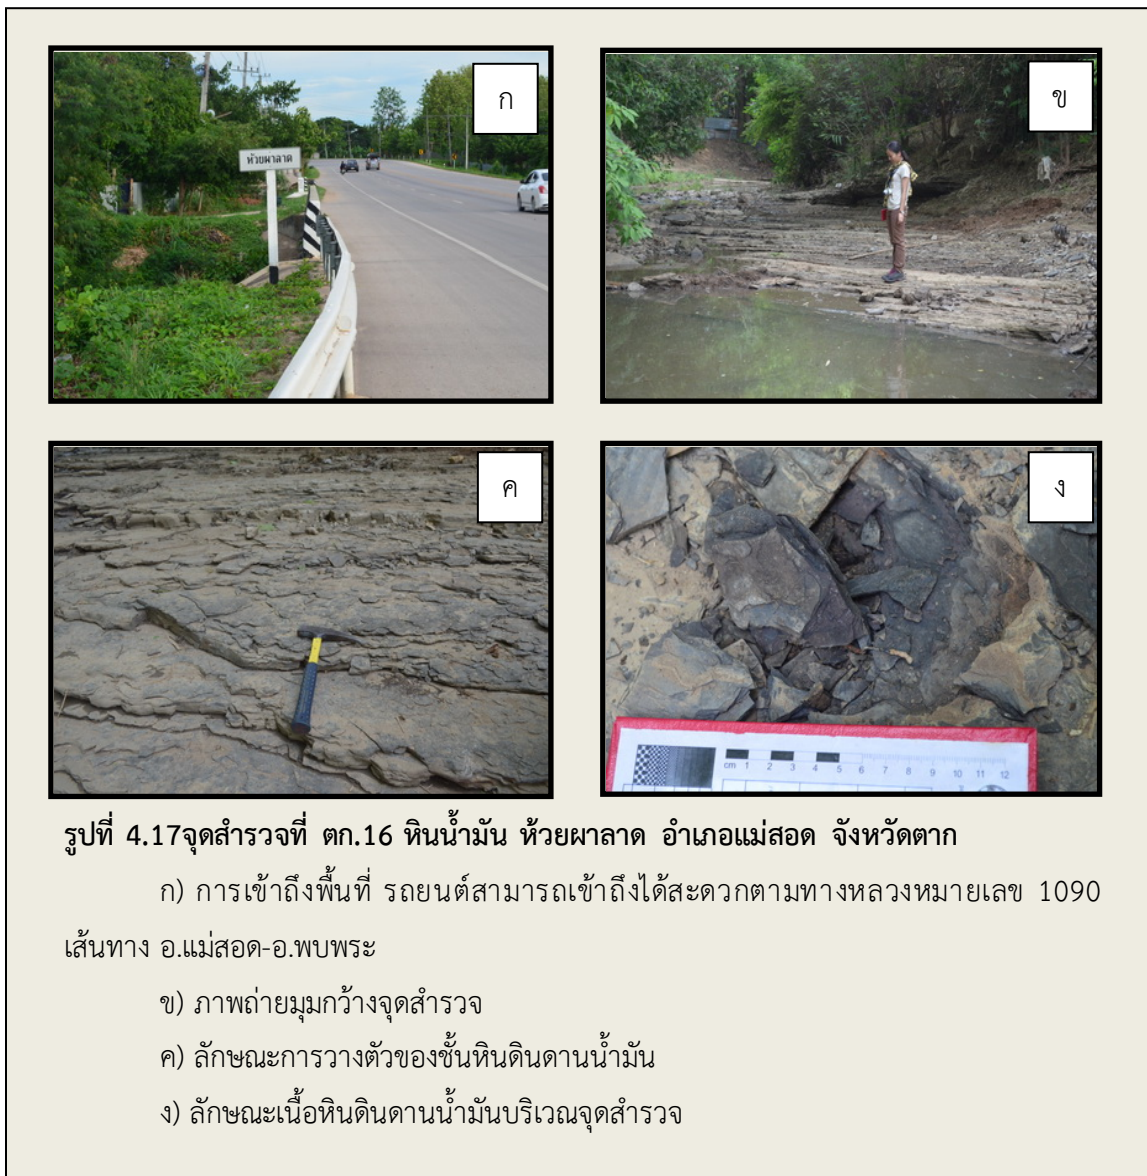 ก
ข
ห้วยผาลาด
ค
ง
cm 1 2 3 4 5 6 7 8 9 10 11 12
รูปที่ 4.17จุดสำรวจที่ ตก.16 หินน้ำมัน ห้วยผาลาด อำเภอแม่สอด จังหวัดตาก
ก) การเข้าถึงพื้นที่ รถยนต์สามารถเข้าถึงได้สะดวกตามทางหลวงหมายเลข 1090
เส้นทาง อ.แม่สอด-อ.พบพระ
ข) ภาพถ่ายมุมกว้างจุดสำรวจ
ค) ลักษณะการวางตัวของชั้นหินดินดานน้ำมัน
ง) ลักษณะเนื้อหินดินดานน้ำมันบริเวณจุดสำรวจ